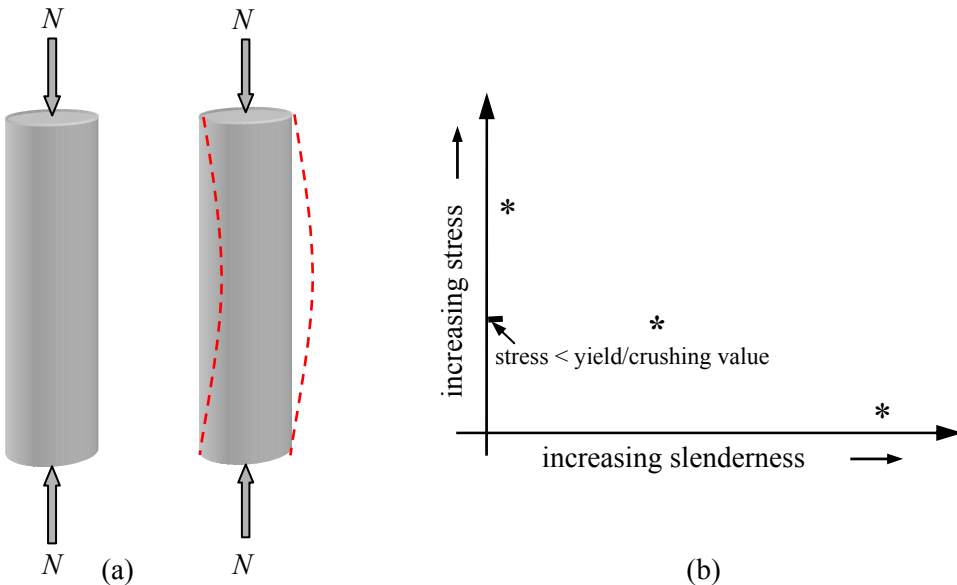 N
N
increasing stress
*
*
stress < yield/crushing value
*
increasing slenderness
N
N
(a)
(b)